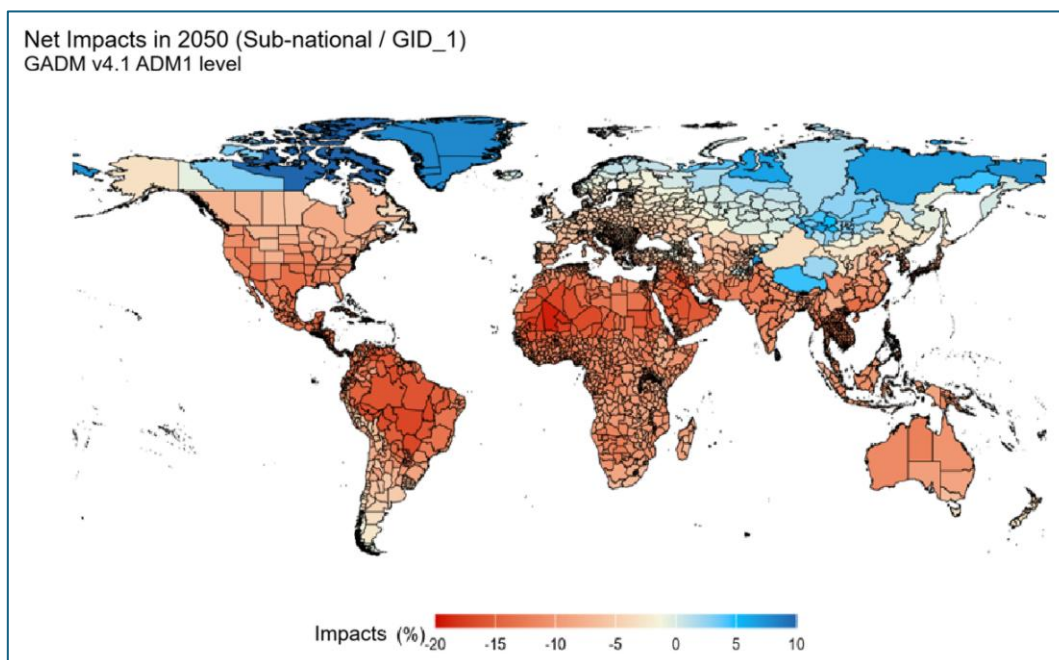 Net Impacts in 2050 (Sub-national / GID_1)
GADM v4.1 ADM1 level
Impacts (%)
-20 -15 -10 -5 0 5 10